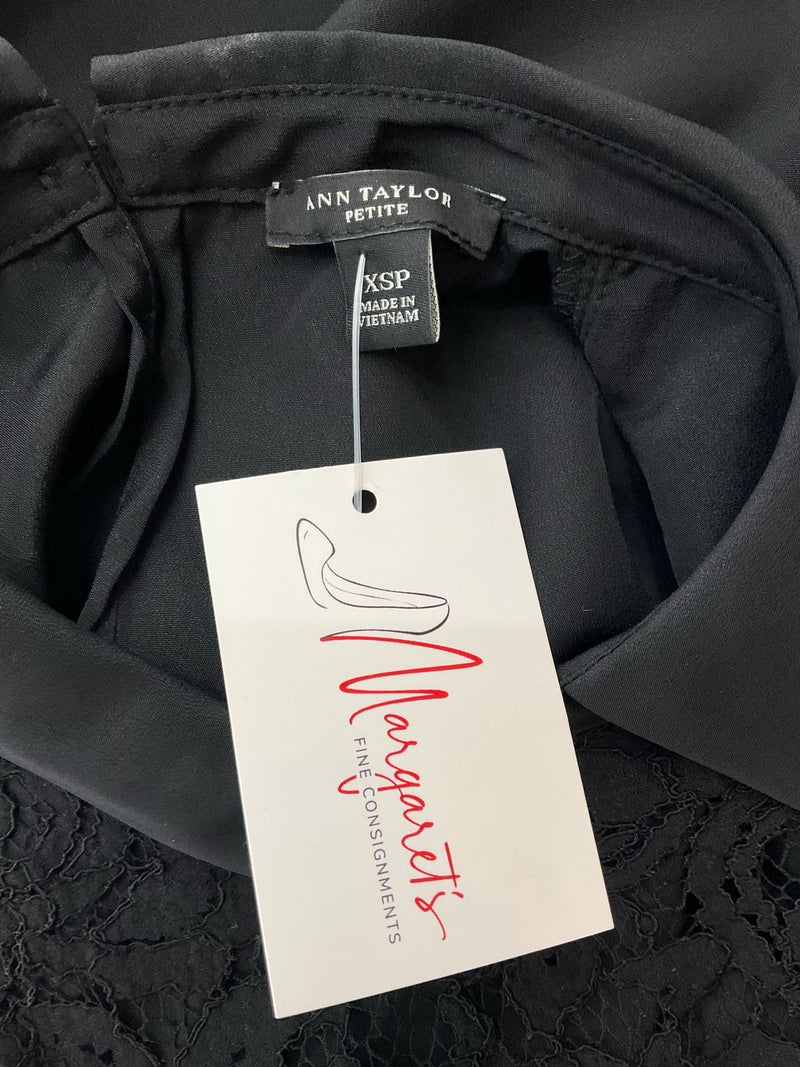 ANN TAYLOR
PETITE
XSP
MADE IN
VIETNAM
Margaret's
FINE CONSIGNMENTS